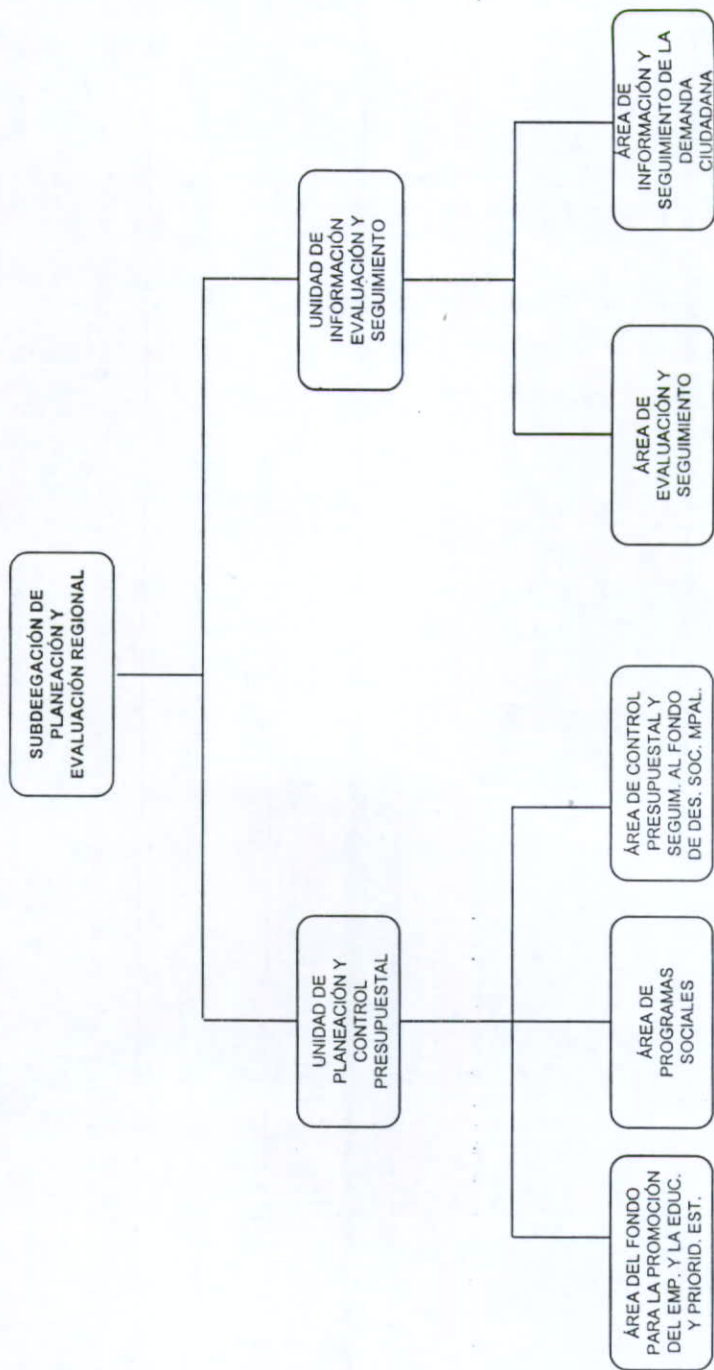 SUBDEEGACIÓN DE
PLANEACIÓN Y
EVALUACIÓN REGIONAL
UNIDAD DE
PLANEACIÓN Y
CONTROL
PRESUPUESTAL
UNIDAD DE
INFORMACIÓN
EVALUACIÓN Y
SEGUIMIENTO
ÁREA DEL FONDO
PARA LA PROMOCIÓN
DEL EMP. Y LA EDUC.
Y PRIORID. EST.
ÁREA DE
PROGRAMAS
SOCIALES
ÁREA DE CONTROL
PRESUPUESTAL Y
SEGUIM. AL FONDO
DE DES. SOC. MPAL.
ÁREA DE
EVALUACIÓN Y
SEGUIMIENTO
ÁREA DE
INFORMACIÓN Y
SEGUIMIENTO DE LA
DEMANDA
CIUDADANA